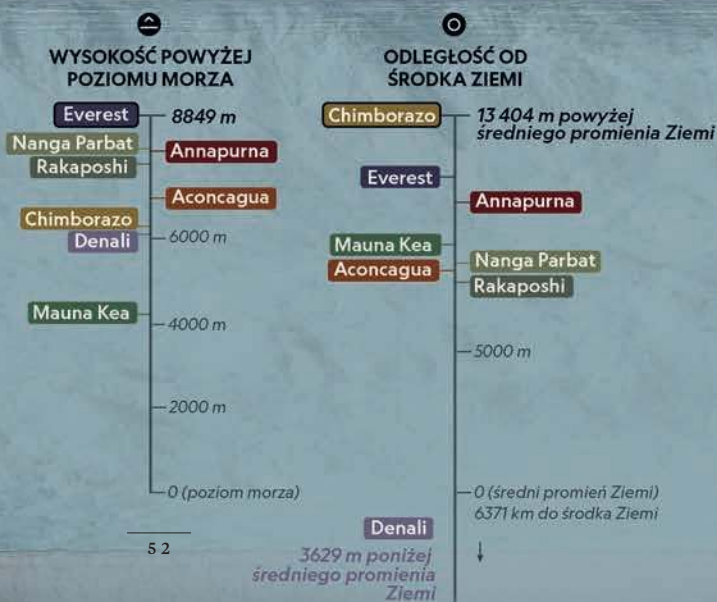 WYSOKOŚĆ POWYŻEJ
POZIOMU MORZA
Everest
8849 m
Nanga Parbat
Annapurna
Rakaposhi
Aconcagua
Chimborazo
Denali
6000 m
Mauna Kea
4000 m
2000 m
0 (poziom morza)
52
ODLEGŁOŚĆ OD
ŚRODKA ZIEMI
Chimborazo
13 404 m powyżej
średniego promienia Ziemi
Everest
Annapurna
Mauna Kea
Nanga Parbat
Aconcagua
Rakaposhi
5000 m
0 (średni promień Ziemi)
6371 km do środka Ziemi
Denali
3629 m poniżej
średniego promienia
Ziemi